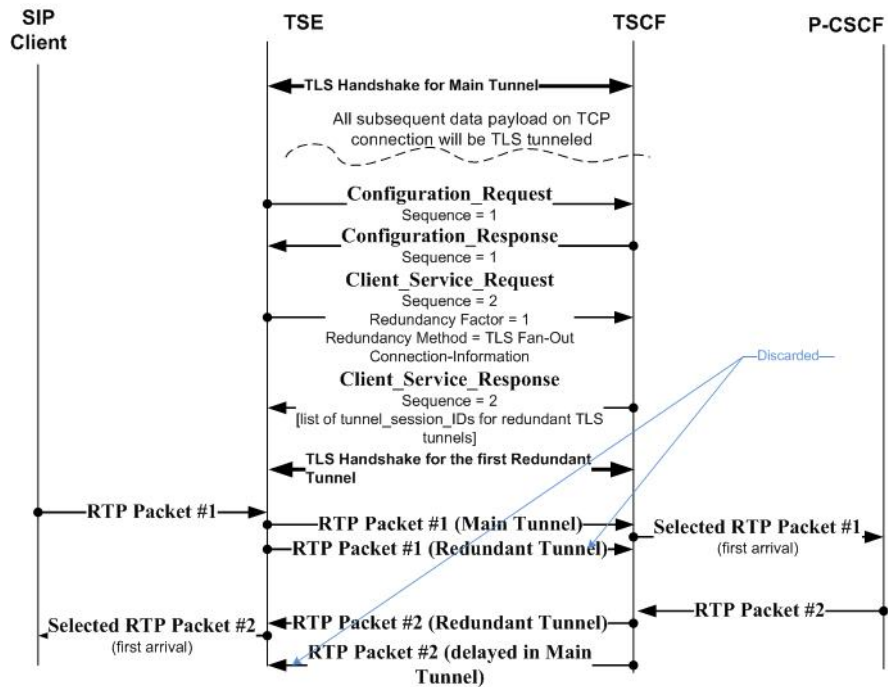 SIP
Client
TSE
TSCF
P-CSCF
TLS Handshake for Main Tunnel
All subsequent data payload on TCP
connection will be TLS tunneled
Configuration_Request
Sequence = 1
Configuration_Response
Sequence = 1
Client_Service_Request
Sequence = 2
Redundancy Factor = 1
Redundancy Method = TLS Fan-Out
Connection-Information
Discarded
Client_Service_Response
Sequence = 2
[list of tunnel_session_IDs for redundant TLS
tunnels]
TLS Handshake for the first Redundant
Tunnel
RTP Packet #1
RTP Packet #1 (Main Tunnel)
Selected RTP Packet #1
(first arrival)
RTP Packet #1 (Redundant Tunnel)
RTP Packet #2
RTP Packet #2 (Redundant Tunnel)
Selected RTP Packet #2
(first arrival)
RTP Packet #2 (delayed in Main
Tunnel)